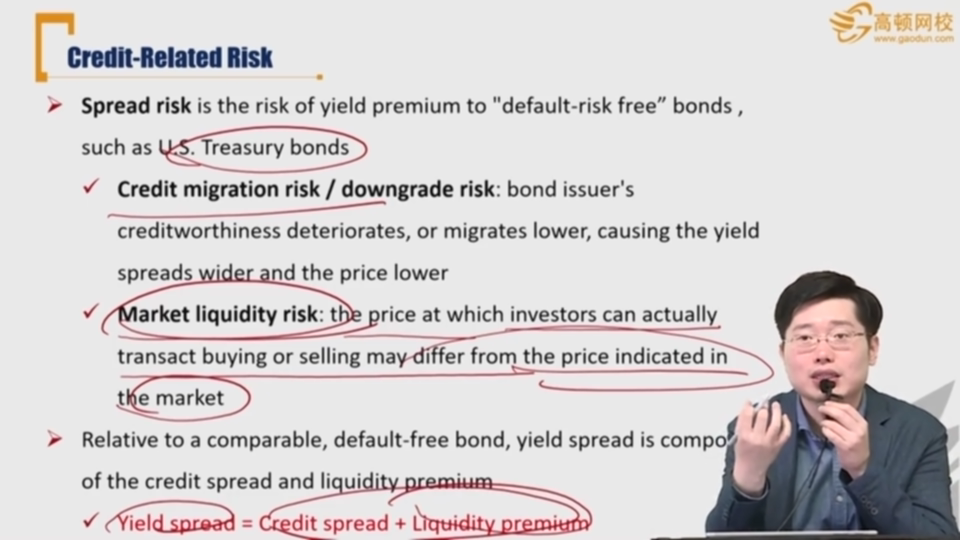 高顿网校
www.gaodun.com
Credit-Related Risk
Spread risk is the risk of yield premium to "default-risk free” bonds ,
such as U.S. Treasury bonds
Credit migration risk / downgrade risk: bond issuer's
creditworthiness deteriorates, or migrates lower, causing the yield
spreads wider and the price lower
Market liquidity risk: the price at which investors can actually
transact buying or selling may differ from the price indicated in
the market
Relative to a comparable, default-free bond, yield spread is compo
of the credit spread and liquidity premium
Yield spread = Credit spread + Liquidity premium